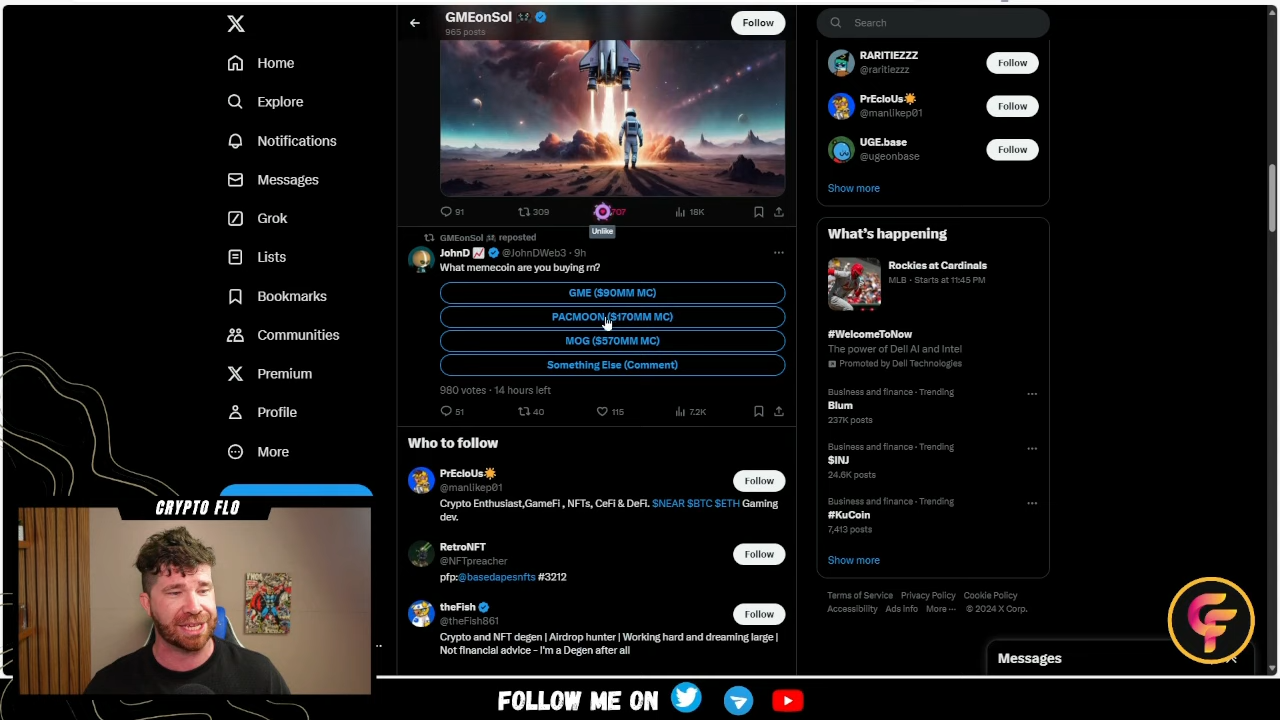 Home
Explore
Notifications
Messages
Grok
Lists
Bookmarks
Communities
Premium
Profile
More
CRYPTO FLO
GMEonSol
965 posts
Follow
91
309
707
18K
Unlike
GMEonSol reposted
JohnD @JohnDWeb3 · 9h
What memecoin are you buying rn?
GME ($90MM MC)
PACMOON ($170MM MC)
MOG ($570MM MC)
Something Else (Comment)
980 votes · 14 hours left
51
40
115
7.2K
Who to follow
PrEcIoUs
@manlikep01
Follow
Crypto Enthusiast,GameFi , NFTs, CeFi & DeFi. $NEAR $BTC $ETH Gaming
dev.
RetroNFT
@NFTpreacher
Follow
pfp:@basedapesnfts #3212
theFish
@theFish861
Follow
Crypto and NFT degen | Airdrop hunter | Working hard and dreaming large |
Not financial advice – I'm a Degen after all
Search
RARITIEZZZ
@raritiezzz
Follow
PrEcIoUs
@manlikep01
Follow
UGE.base
@ugeonbase
Follow
Show more
What's happening
Rockies at Cardinals
MLB · Starts at 11:45 PM
#WelcomeToNow
The power of Dell AI and Intel
Promoted by Dell Technologies
Business and finance · Trending
Blum
237K posts
Business and finance · Trending
$INJ
24.6K posts
Business and finance · Trending
#KuCoin
7,413 posts
Show more
Terms of Service Privacy Policy Cookie Policy
Accessibility Ads info More ··· © 2024 X Corp.
Messages
FOLLOW ME ON